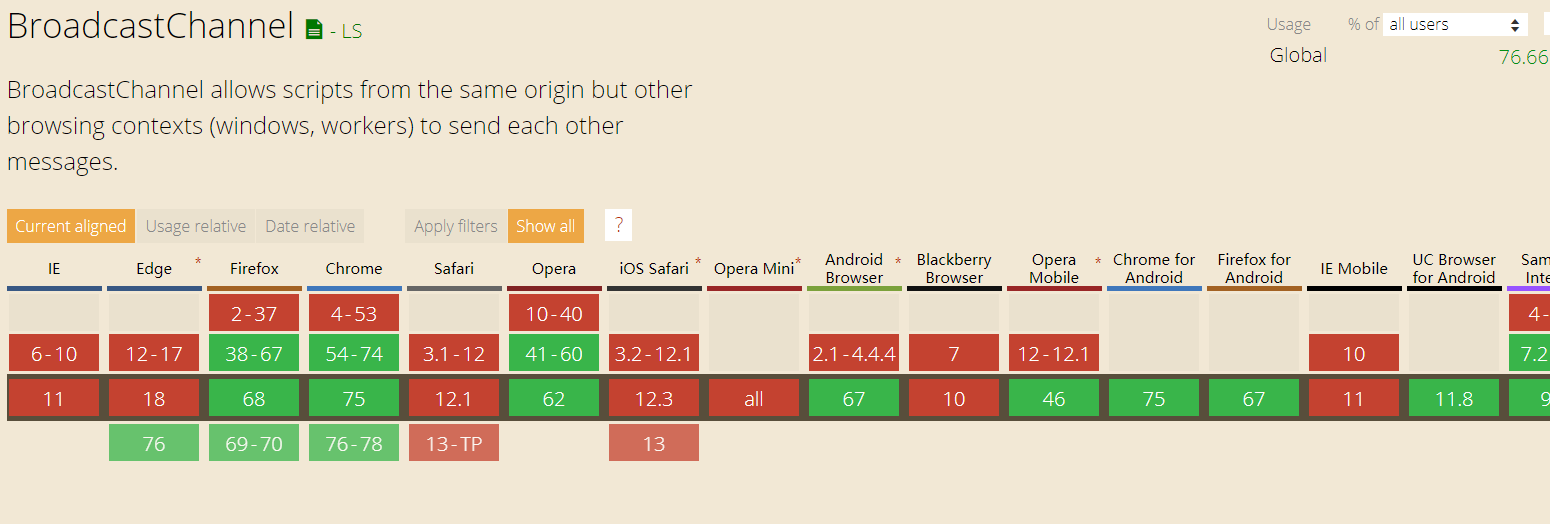 BroadcastChannel - LS
Usage % of all users
Global 76.66
BroadcastChannel allows scripts from the same origin but other
browsing contexts (windows, workers) to send each other
messages.
Current aligned Usage relative Date relative Apply filters Show all ?
IE Edge * Firefox Chrome Safari Opera iOS Safari * Opera Mini * Android Browser * Blackberry Browser Opera Mobile * Chrome for Android Firefox for Android IE Mobile UC Browser for Android Sam Inte
2-37 4-53 10-40 4-
6-10 12-17 38-67 54-74 3.1-12 41-60 3.2-12.1 2.1-4.4.4 7 12-12.1 10 7.2
11 18 68 75 12.1 62 12.3 all 67 10 46 75 67 11 11.8 9
76 69-70 76-78 13-TP 13